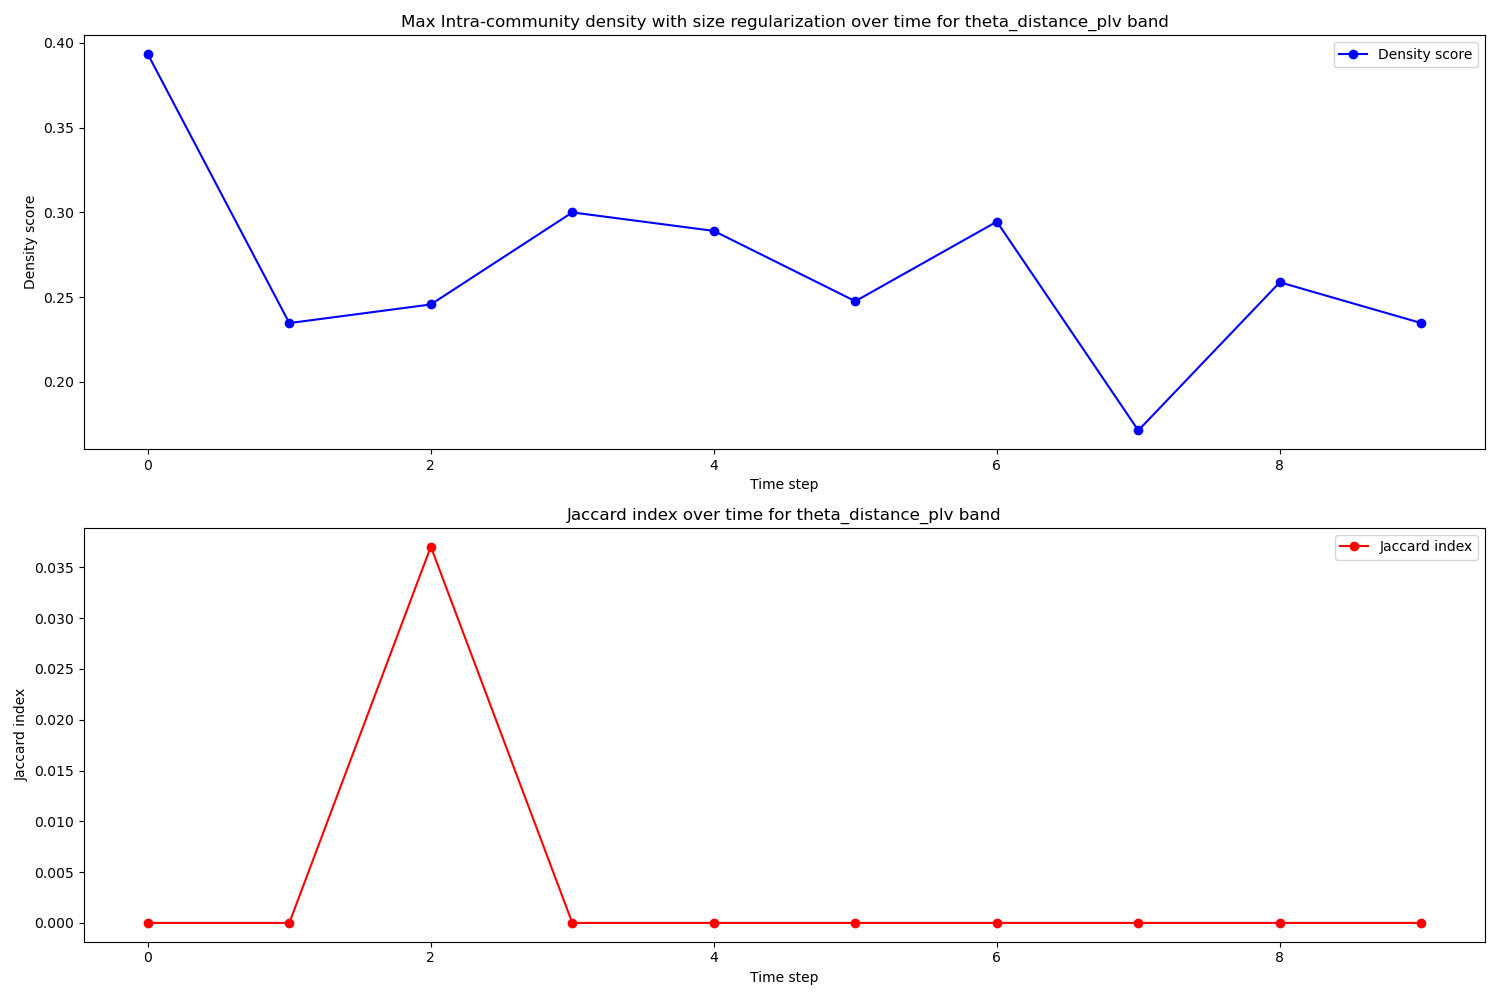 Max Intra-community density with size regularization over time for theta_distance_plv band
Density score
0.40
0.35
0.30
0.25
0.20
Density score
0 2 4 6 8
Time step
Jaccard index over time for theta_distance_plv band
Jaccard index
0.035
0.030
0.025
0.020
0.015
0.010
0.005
0.000
Jaccard index
0 2 4 6 8
Time step